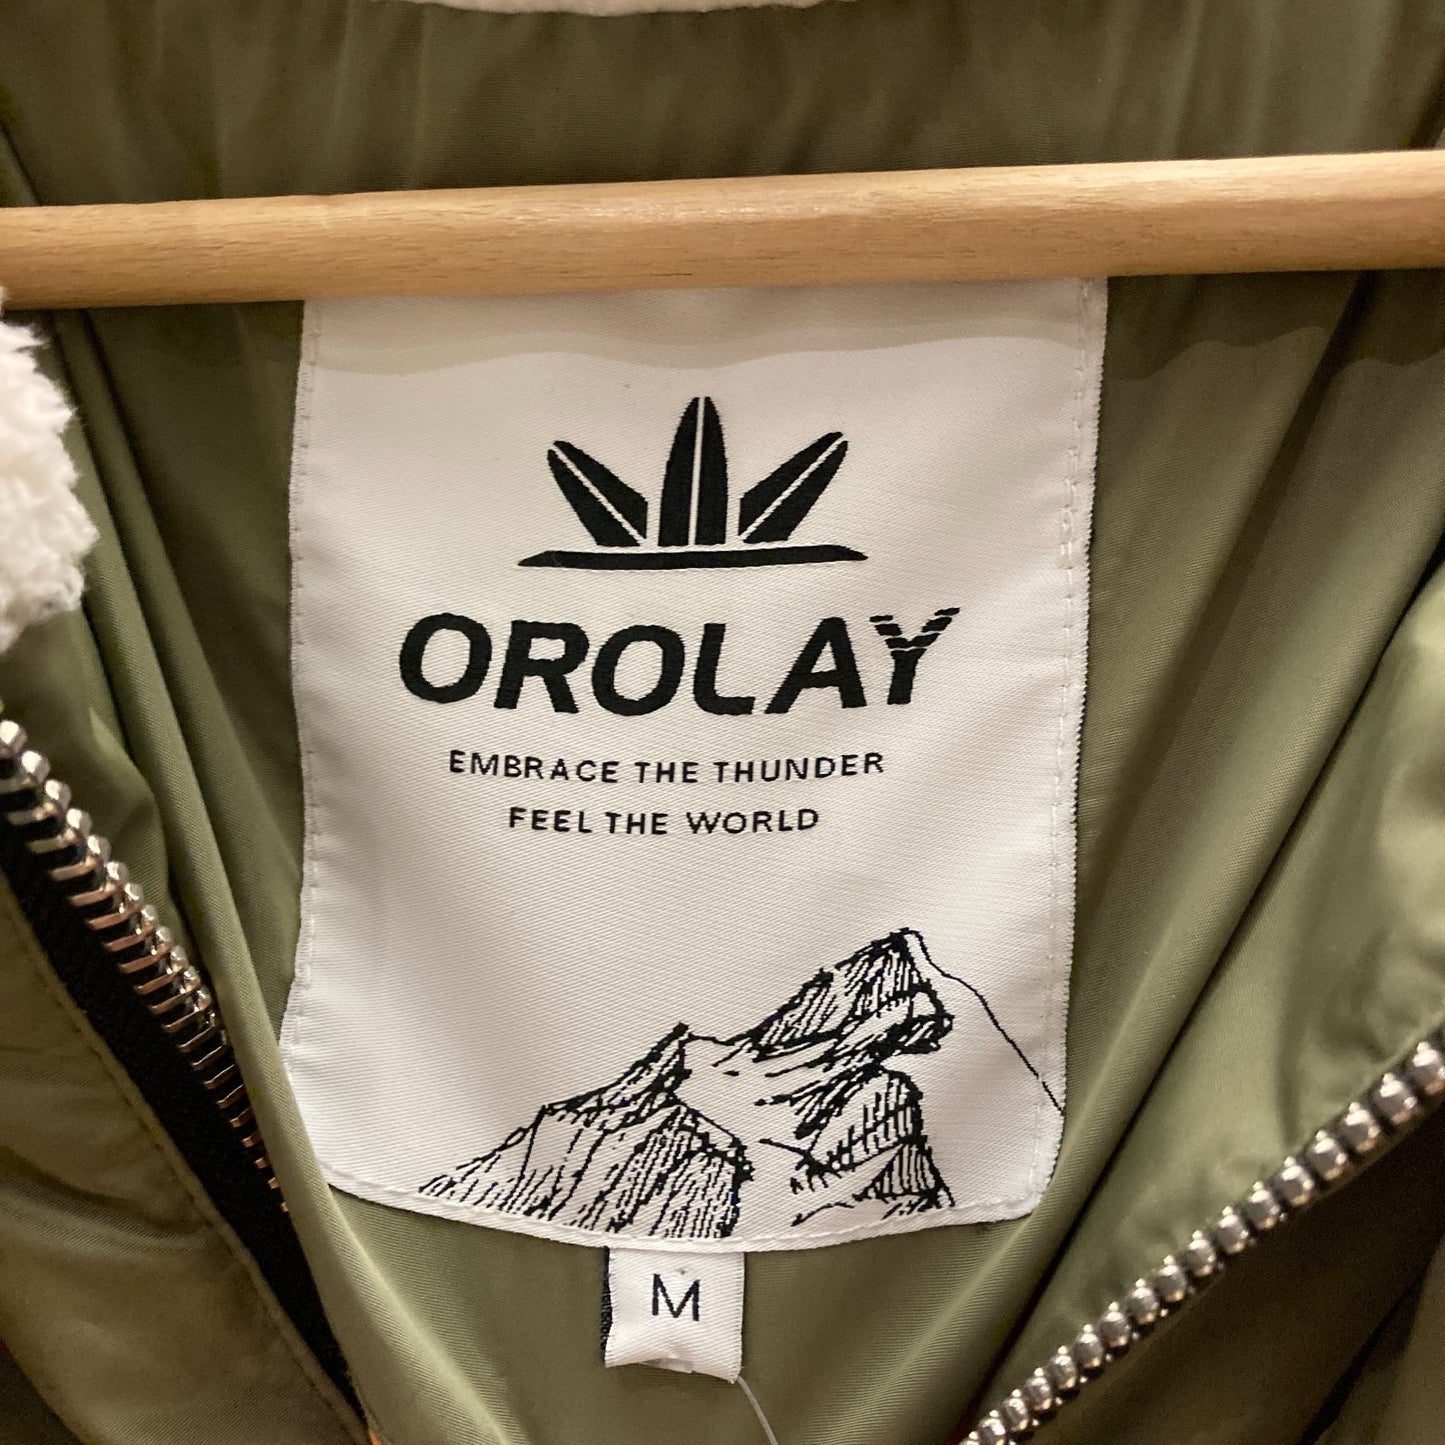 OROLAY
EMBRACE THE THUNDER
FEEL THE WORLD
M